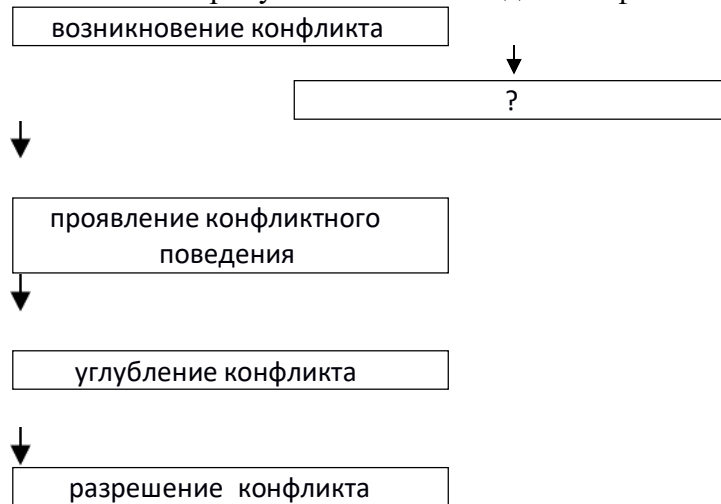 возникновение конфликта
?
проявление конфликтного
поведения
углубление конфликта
разрешение конфликта